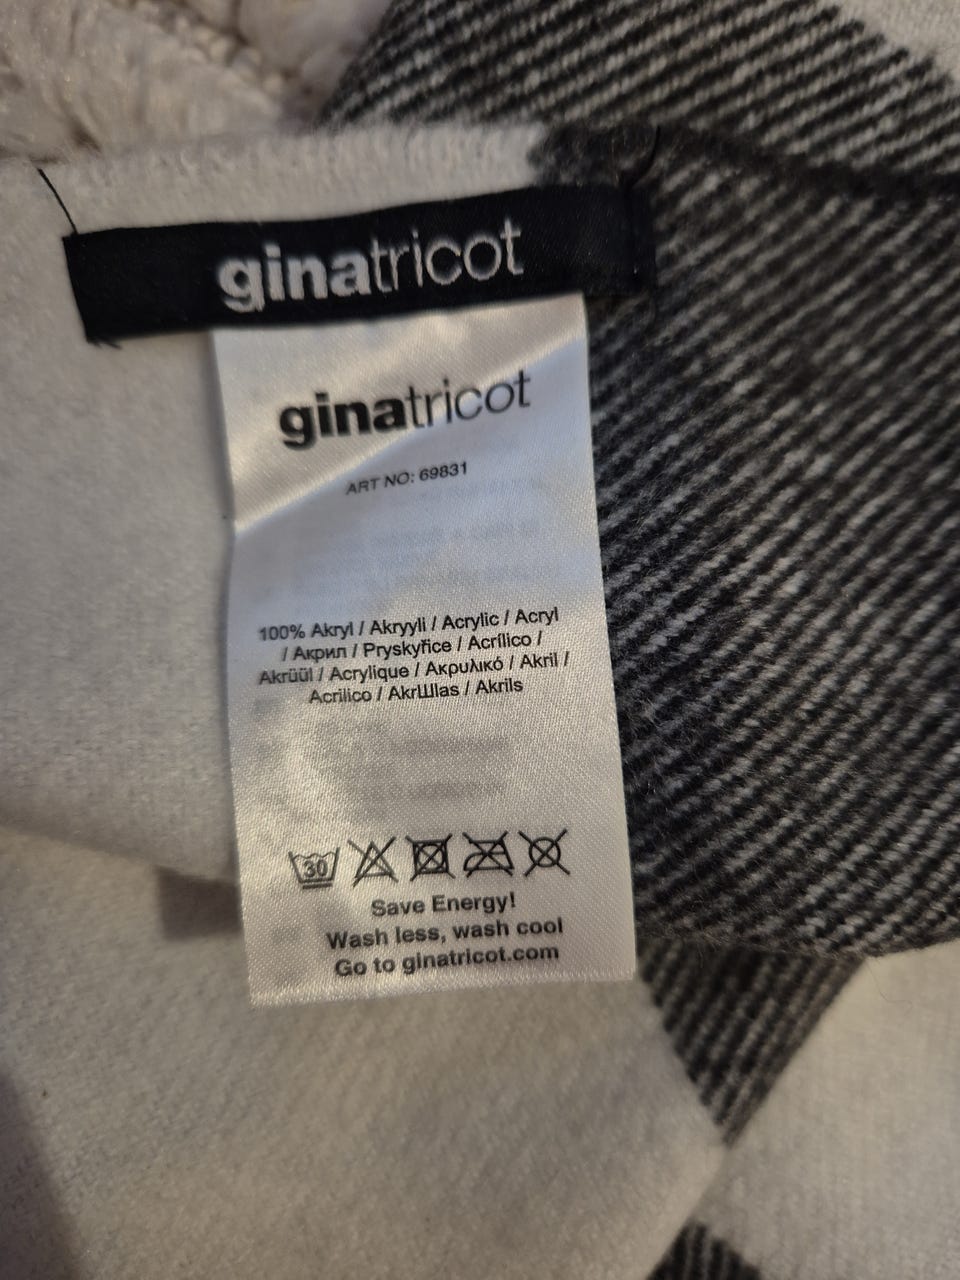 ginatricot
ginatricot
ART NO: 69831
100% Akryl / Akryyli / Acrylic / Acryl
/ Акрил / Pryskyřice / Acrílico /
Akrüül / Acrylique / Ακρυλικό / Akril /
Acrilico / AkrШlas / Akrils
30
Save Energy!
Wash less, wash cool
Go to ginatricot.com